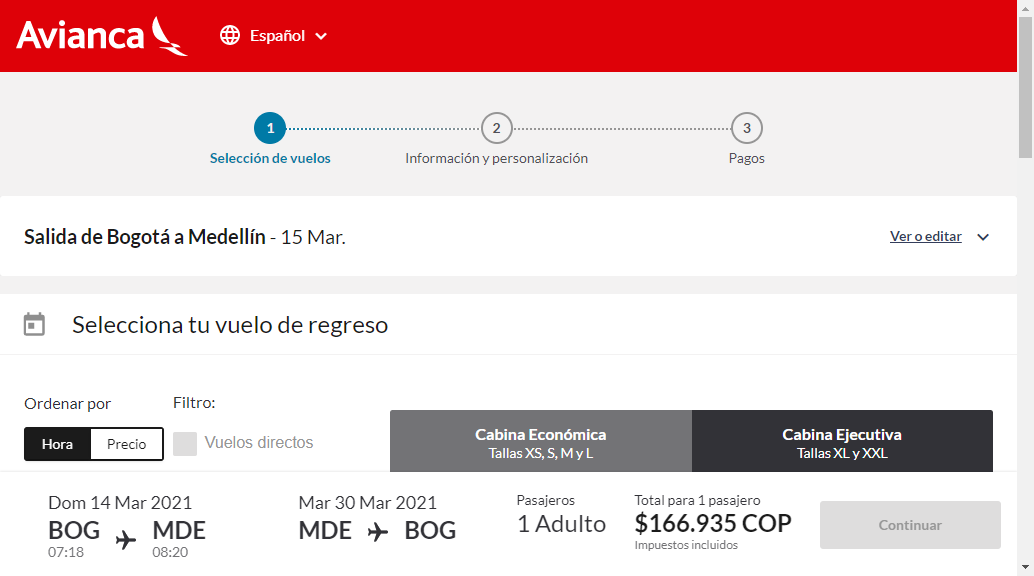 Avianca
Español
1
2
3
Selección de vuelos
Información y personalización
Pagos
Salida de Bogotá a Medellín - 15 Mar.
Ver o editar
Selecciona tu vuelo de regreso
Ordenar por
Filtro:
Hora
Precio
Vuelos directos
Cabina Económica
Tallas XS, S, M y L
Cabina Ejecutiva
Tallas XL y XXL
Dom 14 Mar 2021
BOG MDE
07:18 08:20
Mar 30 Mar 2021
MDE BOG
Pasajeros
1 Adulto
Total para 1 pasajero
$166.935 COP
Impuestos incluidos
Continuar